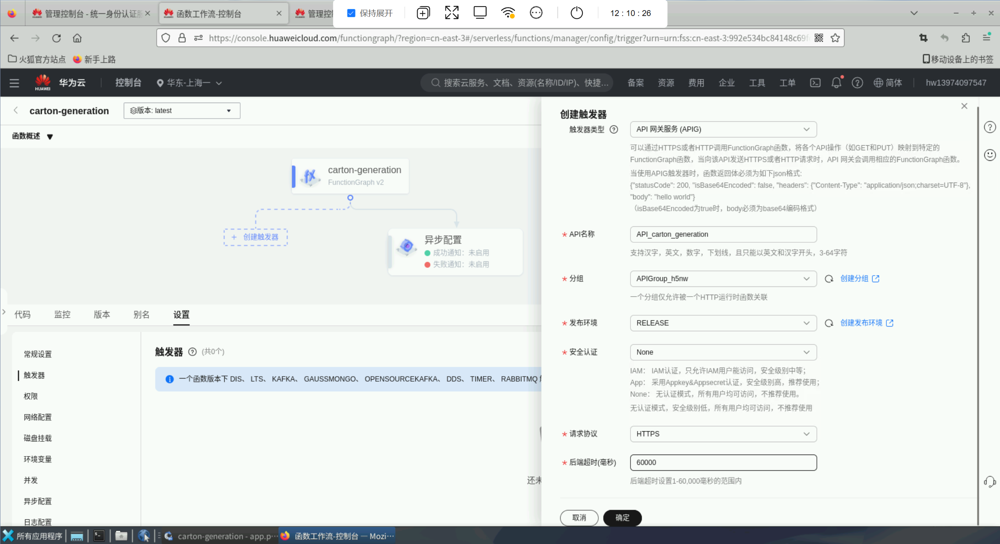 管理控制台 - 统一身份认证服
函数工作流-控制台
管理控
保持展开
12 : 10 : 26
https://console.huaweicloud.com/functiongraph/?region=cn-east-3#/serverless/functions/manager/config/trigger?urn=urn:fss:cn-east-3:992e534bc84148c69f
火狐官方站点
新手上路
移动设备上的书签
HUAWEI
华为云
控制台
华东-上海一
搜索云服务、文档、资源(名称/ID/IP)、快捷...
备案
资源
费用
企业
工具
工单
简体
hw13974097547
carton-generation
版本: latest
函数概述
carton-generation
FunctionGraph v2
+ 创建触发器
异步配置
成功通知：未启用
失败通知：未启用
代码
监控
版本
别名
设置
常规设置
触发器
权限
网络配置
磁盘挂载
环境变量
并发
异步配置
日志配置
触发器
(共0个)
一个函数版本下 DIS、 LTS、 KAFKA、 GAUSSMONGO、 OPENSOURCEKAFKA、 DDS、 TIMER、 RABBITMQ
还未
创建触发器
触发器类型
API 网关服务 (APIG)
可以通过HTTPS或者HTTP调用FunctionGraph函数，将各个API操作（如GET和PUT）映射到特定的
FunctionGraph函数，当向该API发送HTTPS或者HTTP请求时，API 网关会调用相应的FunctionGraph函数。
当使用APIG触发器时，函数返回体必须为如下json格式:
{"statusCode": 200, "isBase64Encoded": false, "headers": {"Content-Type": "application/json;charset=UTF-8"},
"body": "hello world"}
（isBase64Encoded为true时，body必须为base64编码格式）
* API名称
API_carton_generation
支持汉字，英文，数字，下划线，且只能以英文和汉字开头，3-64字符
* 分组
APIGroup_h5nw
创建分组
一个分组仅允许被一个HTTP运行时函数关联
* 发布环境
RELEASE
创建发布环境
* 安全认证
None
IAM： IAM认证，只允许IAM用户能访问，安全级别中等；
App： 采用Appkey&Appsecret认证，安全级别高，推荐使用；
None： 无认证模式，所有用户均可访问，不推荐使用。
无认证模式，安全级别低，所有用户均可访问，不推荐使用
* 请求协议
HTTPS
* 后端超时(毫秒)
60000
后端超时设置1-60,000毫秒的范围内
取消
确定
所有应用程序
carton-generation - app.p...
函数工作流-控制台 — Mozi...